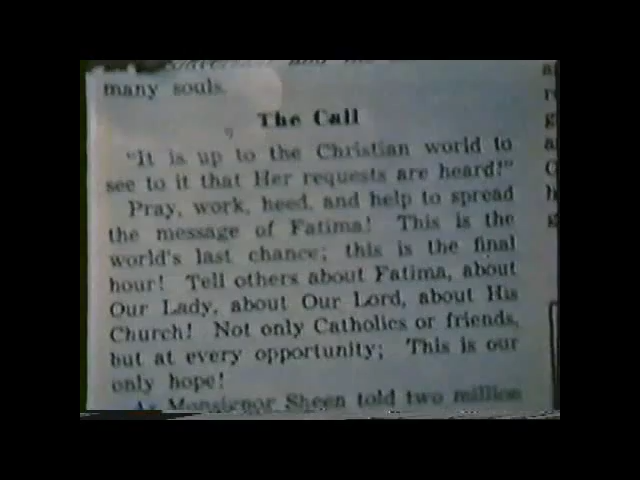 many souls.
The Call
"It is up to the Christian world to
see to it that Her requests are heard!"
Pray, work, heed, and help to spread
the message of Fatima! This is the
world's last chance; this is the final
hour! Tell others about Fatima, about
Our Lady, about Our Lord, about His
Church! Not only Catholics or friends,
but at every opportunity; This is our
only hope!
As Monsignor Sheen told two million